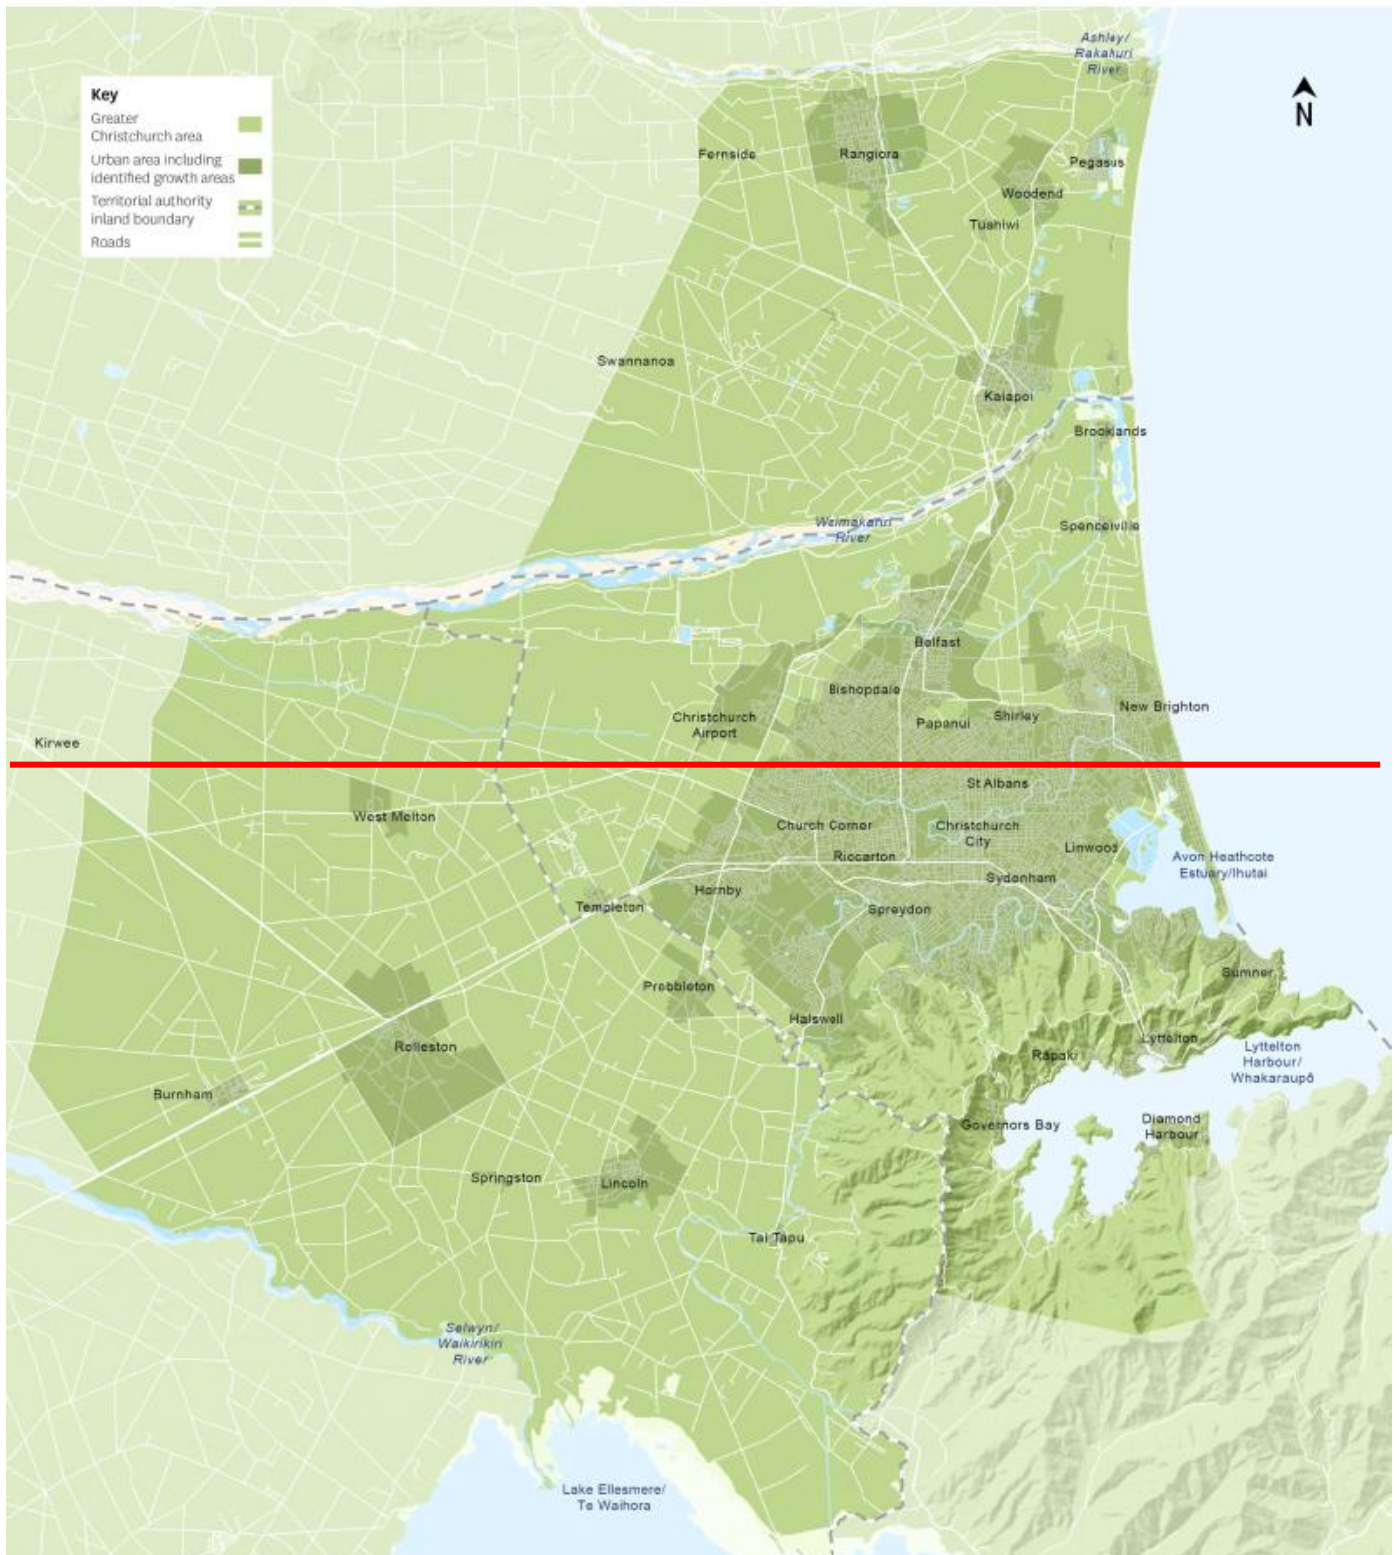 Ashley/
Rakahuri
River
N
Key
Greater
Christchurch area
Urban area including
identified growth areas
Territorial authority
inland boundary
Roads
Fernside
Rangiora
Pegasus
Woodend
Tuahiwi
Swannanoa
Kaiapoi
Brooklands
Waimakariri
River
Spencerville
Belfast
Bishopdale
New Brighton
Christchurch
Airport
Papanui
Shirley
Kirwee
St Albans
West Melton
Church Corner
Christchurch
City
Linwood
Riccarton
Avon Heathcote
Estuary/Ihutai
Sydenham
Hornby
Templeton
Spreydon
Sumner
Prebbleton
Halswell
Lyttelton
Rolleston
Rāpaki
Lyttelton
Harbour/
Whakaraupō
Burnham
Governors Bay
Diamond
Harbour
Springston
Lincoln
Tai Tapu
Selwyn/
Waikirikiri
River
Lake Ellesmere/
Te Waihora